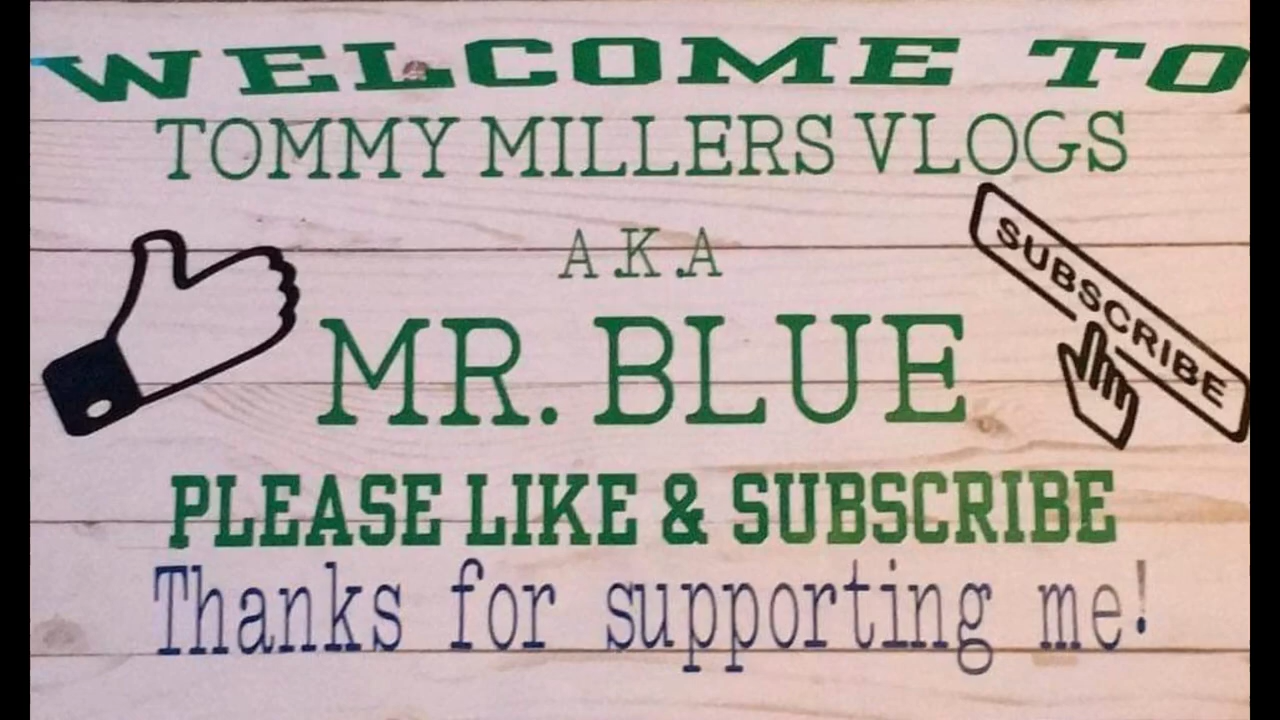 WELCOME TO
TOMMY MILLERS VLOGS
A.K.A
MR. BLUE
SUBSCRIBE
PLEASE LIKE & SUBSCRIBE
Thanks for supporting me!